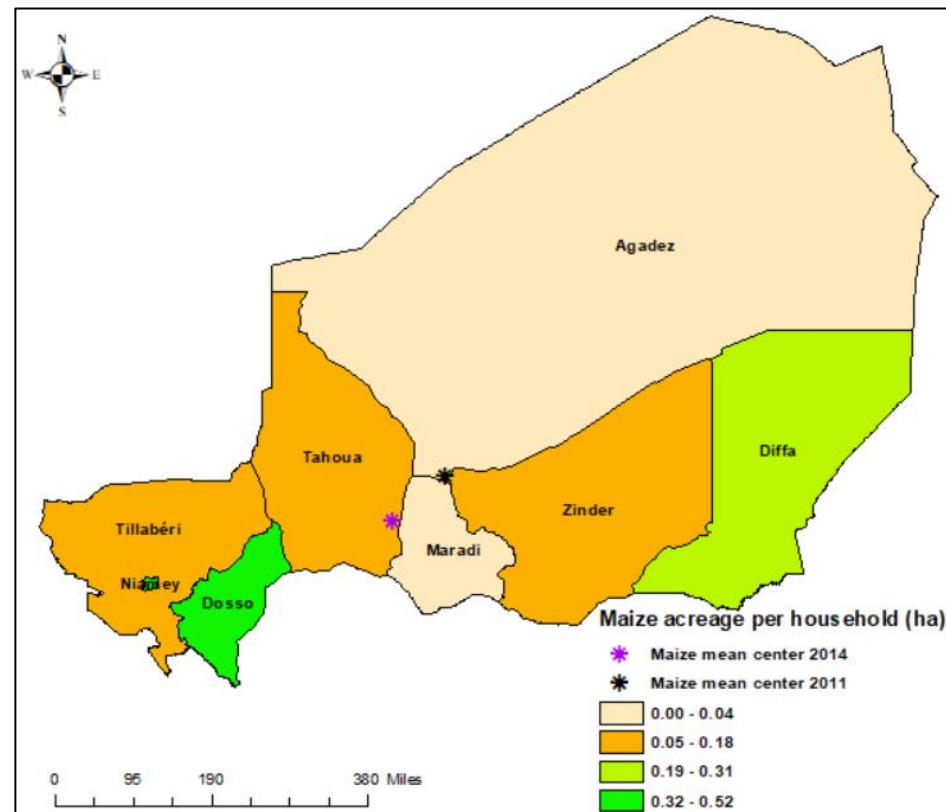 N
W E
S
Agadez
Tahoua
Diffa
Zinder
Tillabéri
Maradi
Niamey
Dosso
Maize acreage per household (ha)
Maize mean center 2014
Maize mean center 2011
0.00 - 0.04
0.05 - 0.18
0.19 - 0.31
0.32 - 0.52
0 95 190 380 Miles